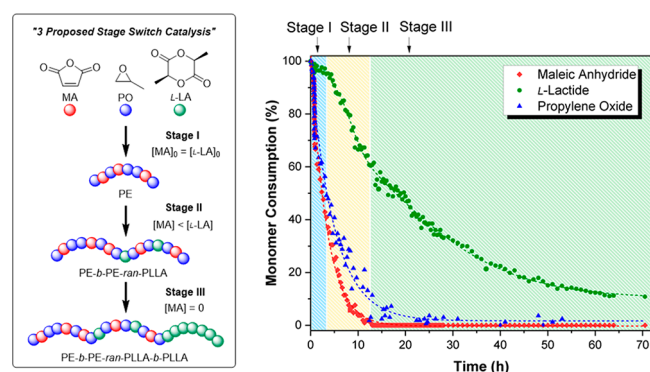 "3 Proposed Stage Switch Catalysis"
MA
PO
L-LA
Stage I
[MA]₀ = [L-LA]₀
PE
Stage II
[MA] < [L-LA]
PE-b-PE-ran-PLLA
Stage III
[MA] = 0
PE-b-PE-ran-PLLA-b-PLLA
Stage I Stage II Stage III
Maleic Anhydride
L-Lactide
Propylene Oxide
Monomer Consumption (%)
100
80
60
40
20
0
0 10 20 30 40 50 60 70
Time (h)
O O O
O
O O O O